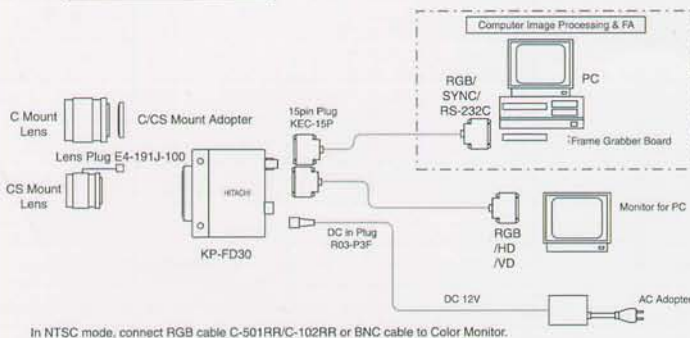 Computer Image Processing & FA
RGB/
SYNC/
RS-232C
PC
Frame Grabber Board
C Mount
Lens
C/CS Mount Adopter
15pin Plug
KEC-15P
Lens Plug E4-191J-100
CS Mount
Lens
HITACHI
KP-FD30
DC in Plug
R03-P3F
RGB
/HD
/VD
Monitor for PC
DC 12V
AC Adopter
In NTSC mode, connect RGB cable C-501RR/C-102RR or BNC cable to Color Monitor.